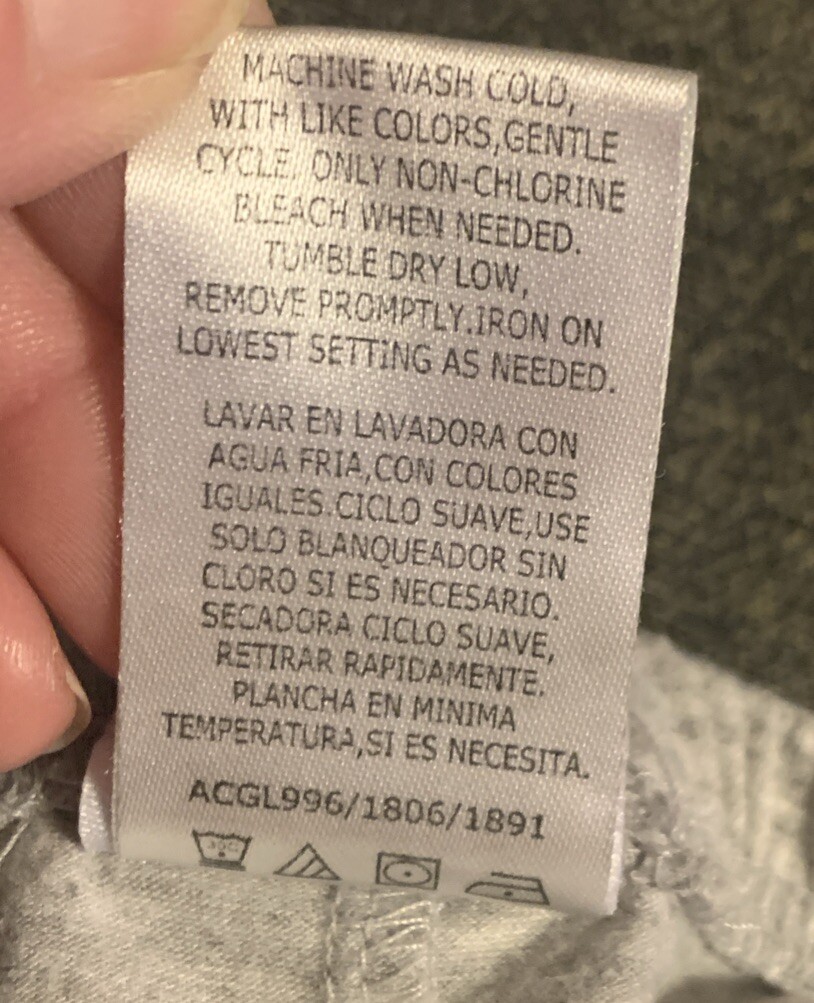 MACHINE WASH COLD,
WITH LIKE COLORS,GENTLE
CYCLE, ONLY NON-CHLORINE
BLEACH WHEN NEEDED.
TUMBLE DRY LOW,
REMOVE PROMPTLY.IRON ON
LOWEST SETTING AS NEEDED.
LAVAR EN LAVADORA CON
AGUA FRIA,CON COLORES
IGUALES.CICLO SUAVE,USE
SOLO BLANQUEADOR SIN
CLORO SI ES NECESARIO.
SECADORA CICLO SUAVE,
RETIRAR RAPIDAMENTE.
PLANCHA EN MINIMA
TEMPERATURA,SI ES NECESITA.
ACGL996/1806/1891